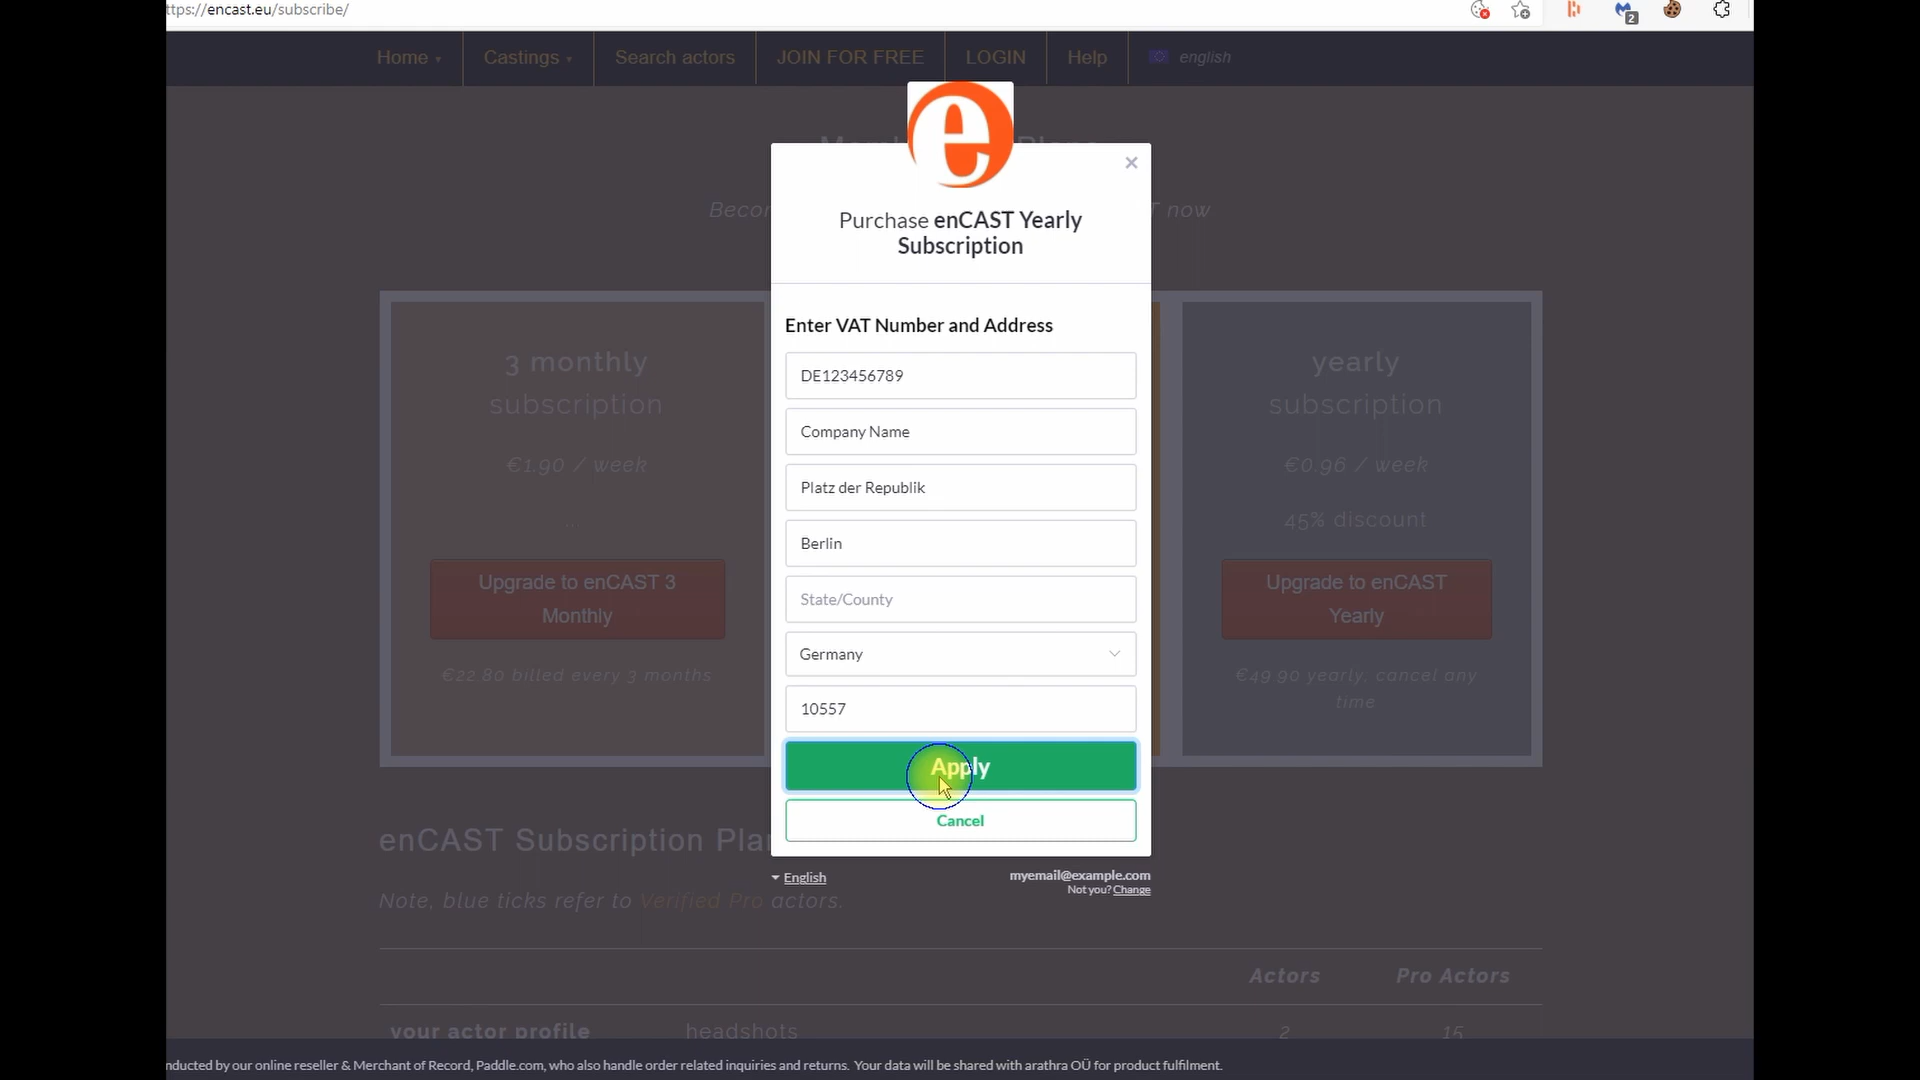 ttps://encast.eu/subscribe/
2
Home
Castings
Search actors
JOIN FOR FREE
LOGIN
Help
english
e
×
Becor
T now
Purchase enCAST Yearly
Subscription
Enter VAT Number and Address
DE123456789
Company Name
Platz der Republik
Berlin
State/County
Germany
10557
Apply
Cancel
English
myemail@example.com
Not you? Change
3 monthly
subscription
€1.90 / week
...
Upgrade to enCAST 3
Monthly
€22.80 billed every 3 months
yearly
subscription
€0.96 / week
45% discount
Upgrade to enCAST
Yearly
€49.90 yearly, cancel any
time
enCAST Subscription Pla
Note, blue ticks refer to Verified Pro actors.
Actors
Pro Actors
your actor profile
headshots
2
15
nducted by our online reseller & Merchant of Record, Paddle.com, who also handle order related inquiries and returns. Your data will be shared with arathra OÜ for product fulfilment.